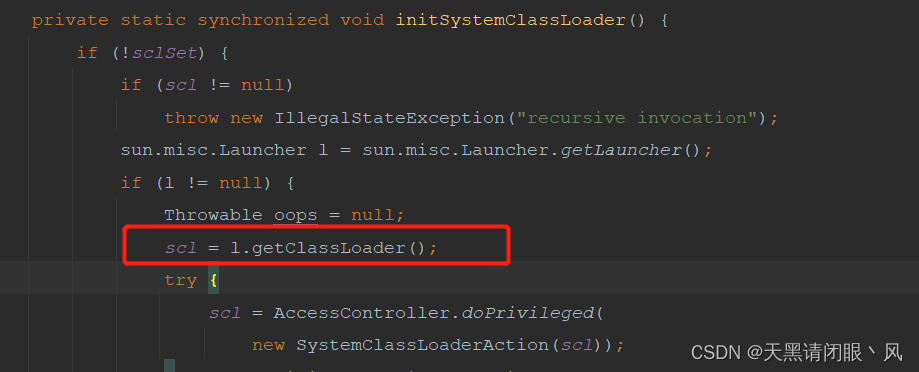 private static synchronized void initSystemClassLoader() {
if (!sclSet) {
if (scl != null)
throw new IllegalStateException("recursive invocation");
sun.misc.Launcher l = sun.misc.Launcher.getLauncher();
if (l != null) {
Throwable oops = null;
scl = l.getClassLoader();
try {
scl = AccessController.doPrivileged(
new SystemClassLoaderAction(scl));
CSDN @天黑请闭眼丶风